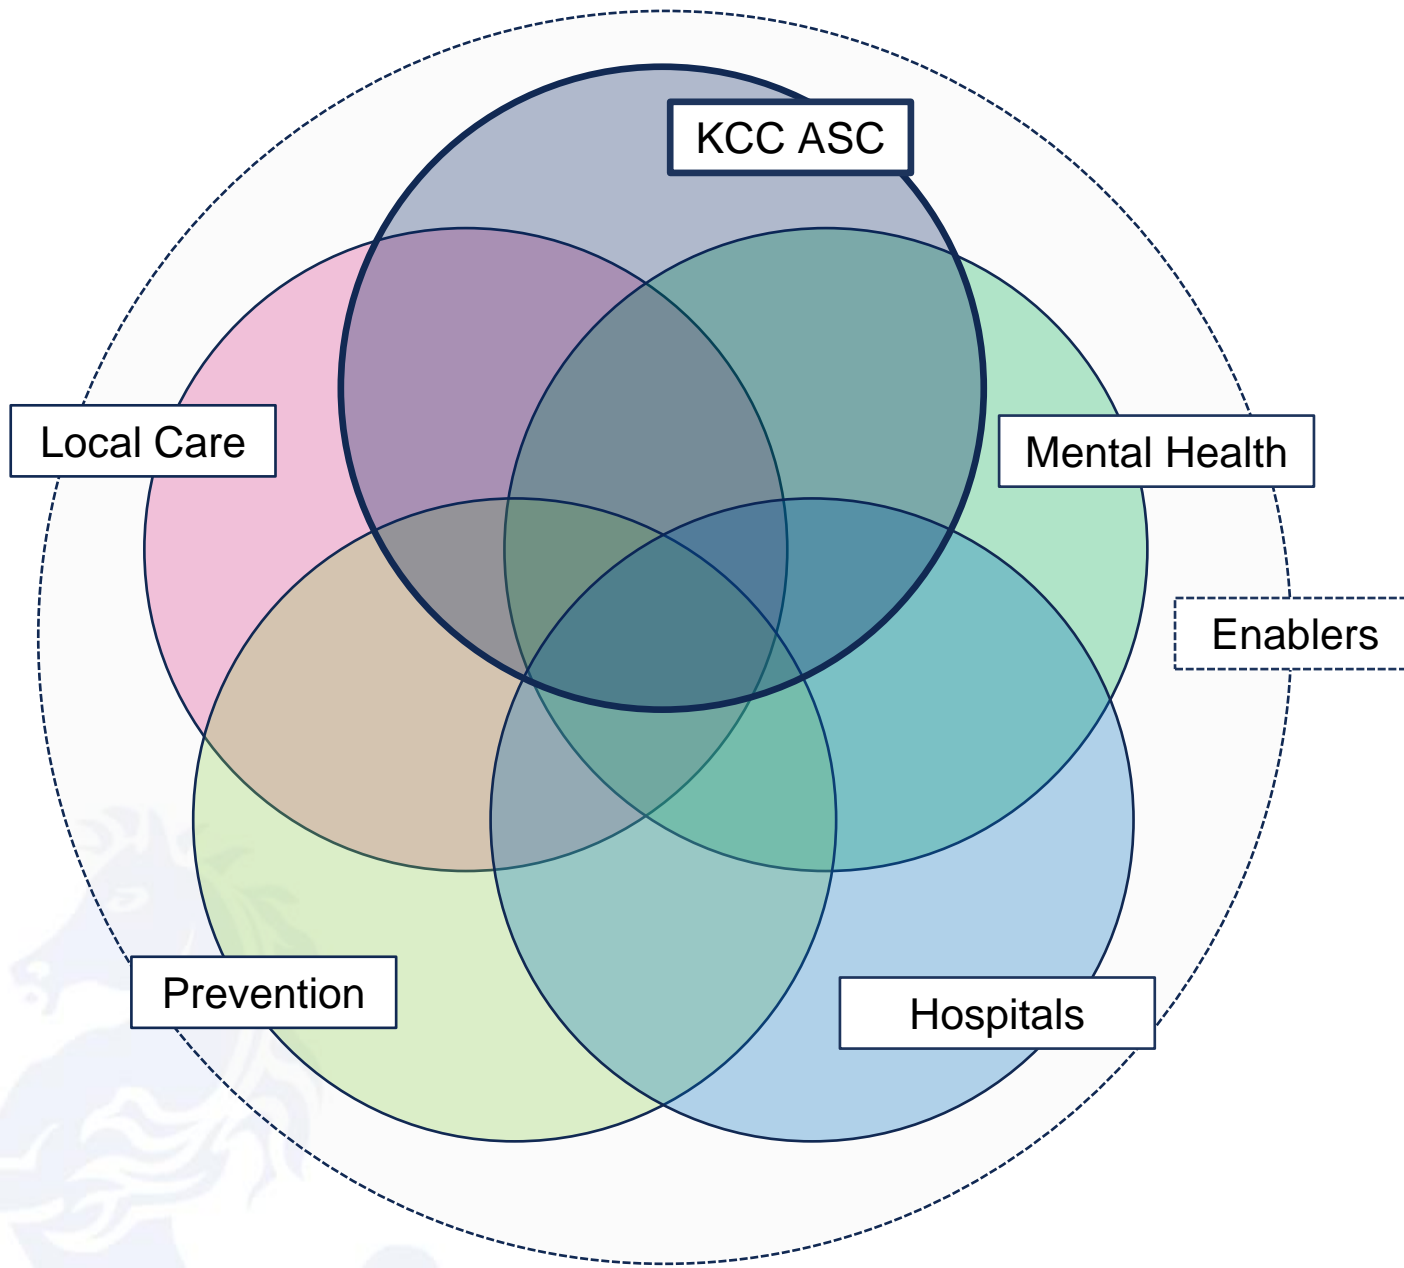 KCC ASC
Local Care
Mental Health
Enablers
Prevention
Hospitals